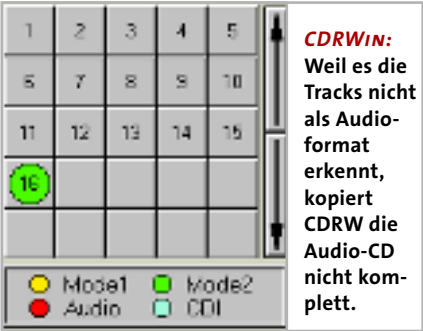 1 2 3 4 5
6 7 8 9 10
11 12 13 14 15
16
Mode1 Mode2
Audio CDI
CDRWIN:
Weil es die
Tracks nicht
als Audio-
format
erkennt,
kopiert
CDRW die
Audio-CD
nicht kom-
plett.